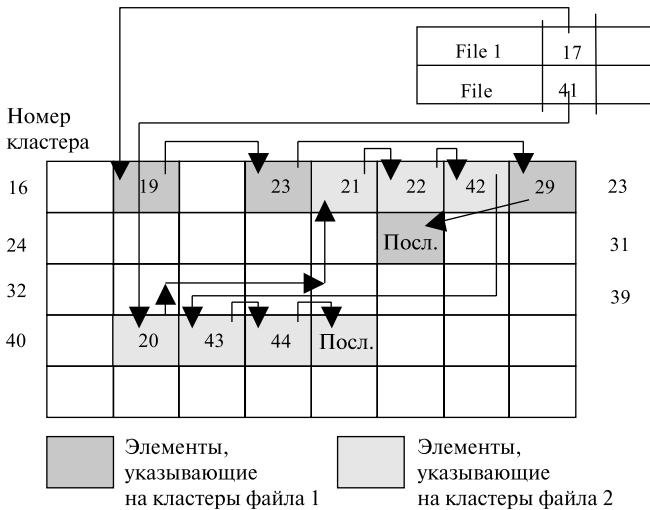 File 1 17
File 41
Номер
кластера
16 19 23 21 22 42 29 23
24 Посл. 31
32 39
40 20 43 44 Посл.
Элементы,
указывающие
на кластеры файла 1
Элементы,
указывающие
на кластеры файла 2